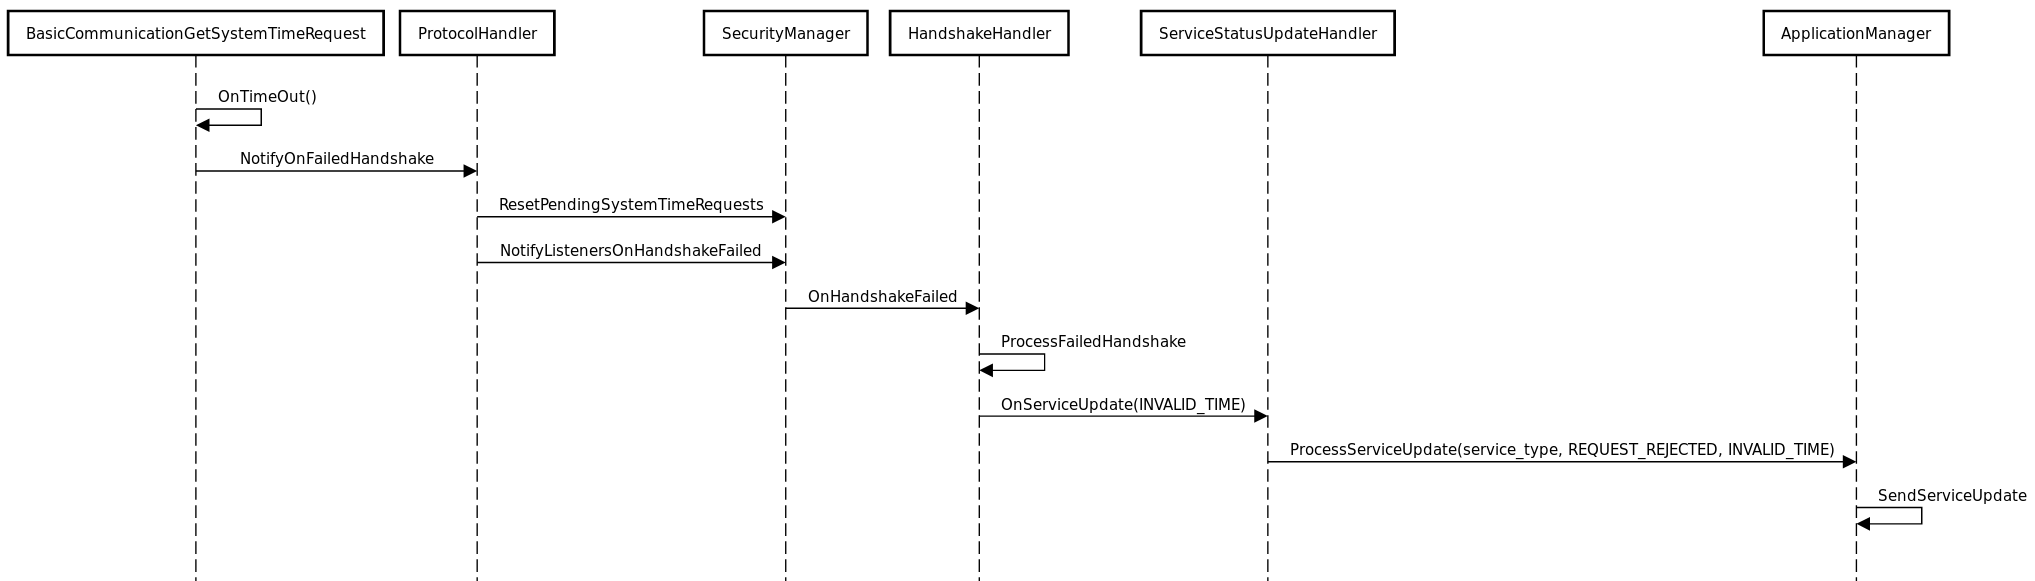 BasicCommunicationGetSystemTimeRequest
ProtocolHandler
SecurityManager
HandshakeHandler
ServiceStatusUpdateHandler
ApplicationManager
OnTimeOut()
NotifyOnFailedHandshake
ResetPendingSystemTimeRequests
NotifyListenersOnHandshakeFailed
OnHandshakeFailed
ProcessFailedHandshake
OnServiceUpdate(INVALID_TIME)
ProcessServiceUpdate(service_type, REQUEST_REJECTED, INVALID_TIME)
SendServiceUpdate